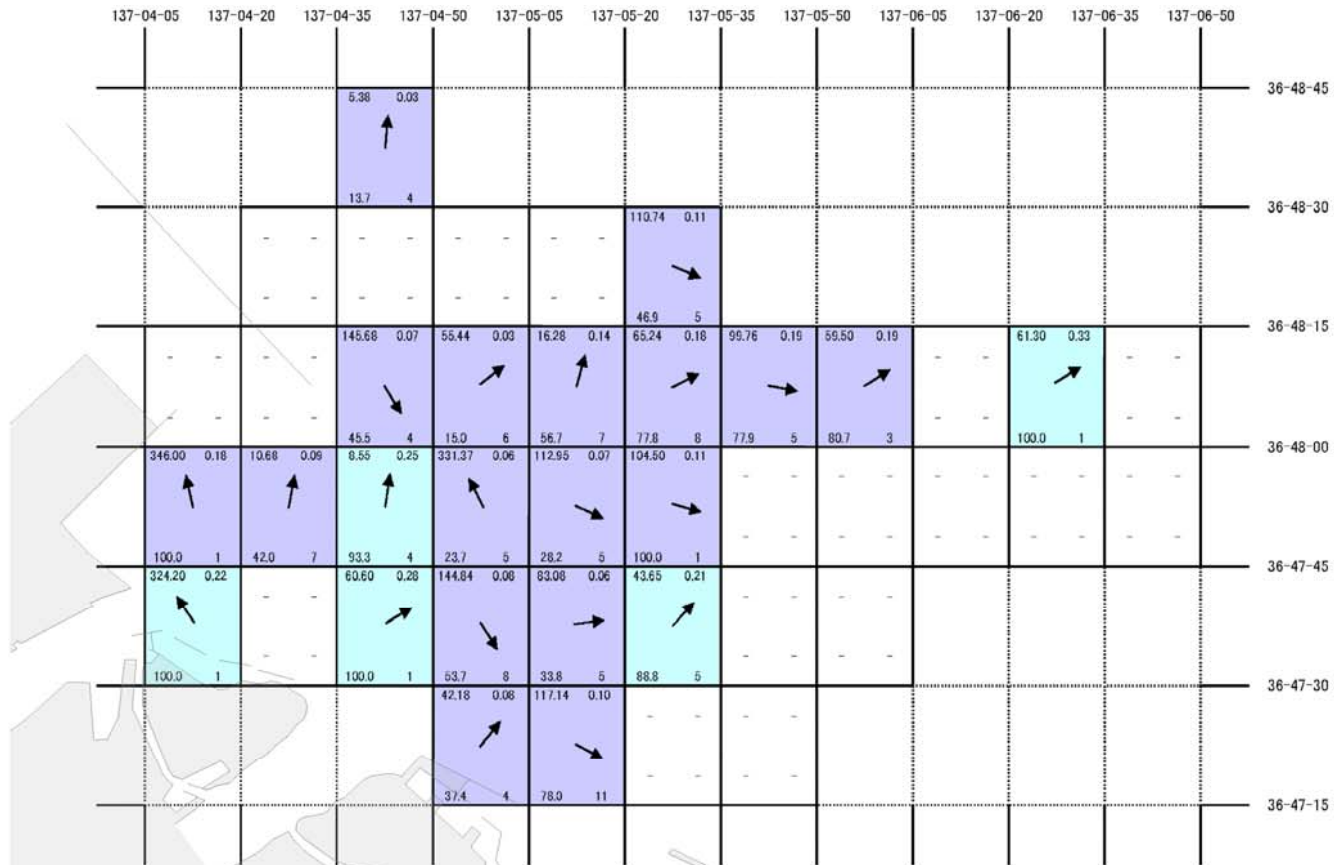 137-04-05 137-04-20 137-04-35 137-04-50 137-05-05 137-05-20 137-05-35 137-05-50 137-06-05 137-06-20 137-06-35 137-06-50
36-48-45
5.38 0.03
13.7 4
36-48-30
110.74 0.11
- - - - - - - -
- - - - - - - -
46.9 5
36-48-15
145.68 0.07 55.44 0.03 16.28 0.14 65.24 0.18 99.76 0.19 59.50 0.19 61.30 0.33
- - - - - - - -
- - - - - - - -
45.5 4 15.0 6 56.7 7 77.8 8 77.9 5 80.7 3 100.0 1
36-48-00
346.00 0.18 10.68 0.09 8.55 0.25 331.37 0.06 112.95 0.07 104.50 0.11
- - - - - - - - - -
- - - - - - - - - -
100.0 1 42.0 7 93.3 4 23.7 5 28.2 5 100.0 1
36-47-45
324.20 0.22 60.60 0.28 144.84 0.08 83.08 0.06 43.65 0.21
- - - - - -
- - - - - -
100.0 1 100.0 1 53.7 8 33.8 5 88.8 5
36-47-30
42.18 0.08 117.14 0.10
- - - -
- - - -
37.4 4 78.0 11
36-47-15